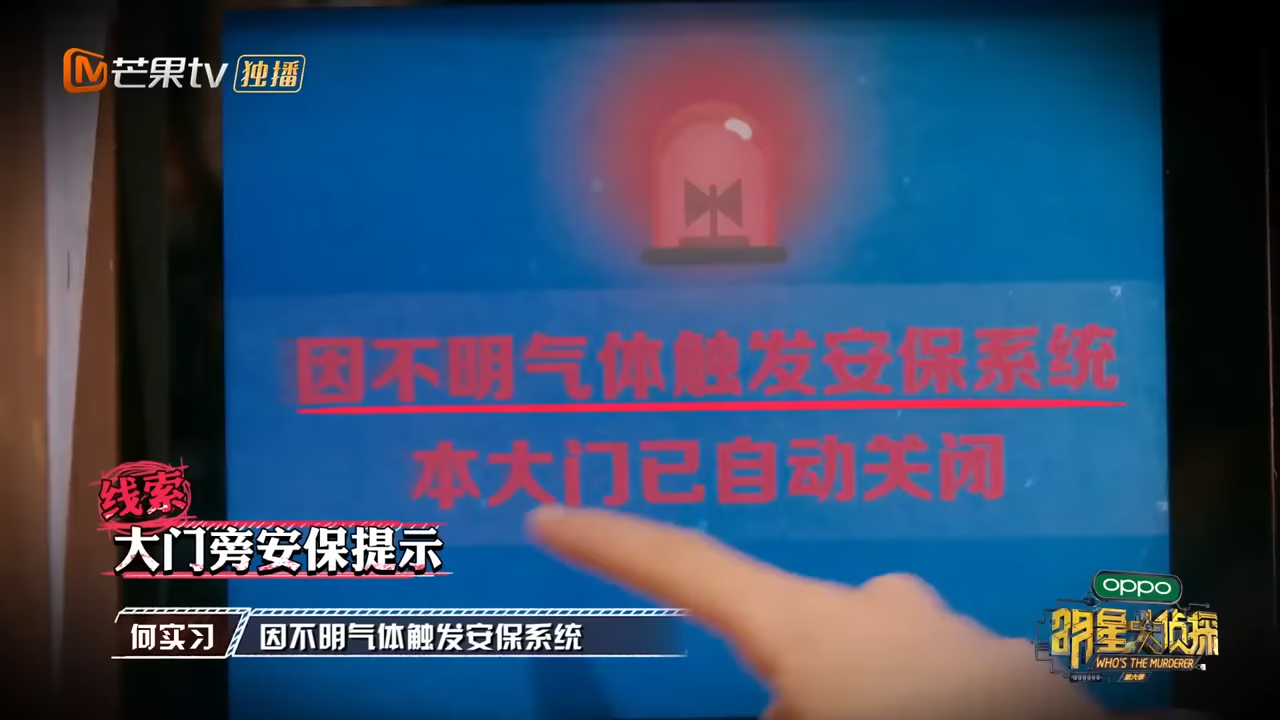 芒果tv 独播
因不明气体触发安保系统
本大门已自动关闭
线索
大门旁安保提示
何实习 因不明气体触发安保系统
oppo
明星大侦探
WHO'S THE MURDERER
第六季